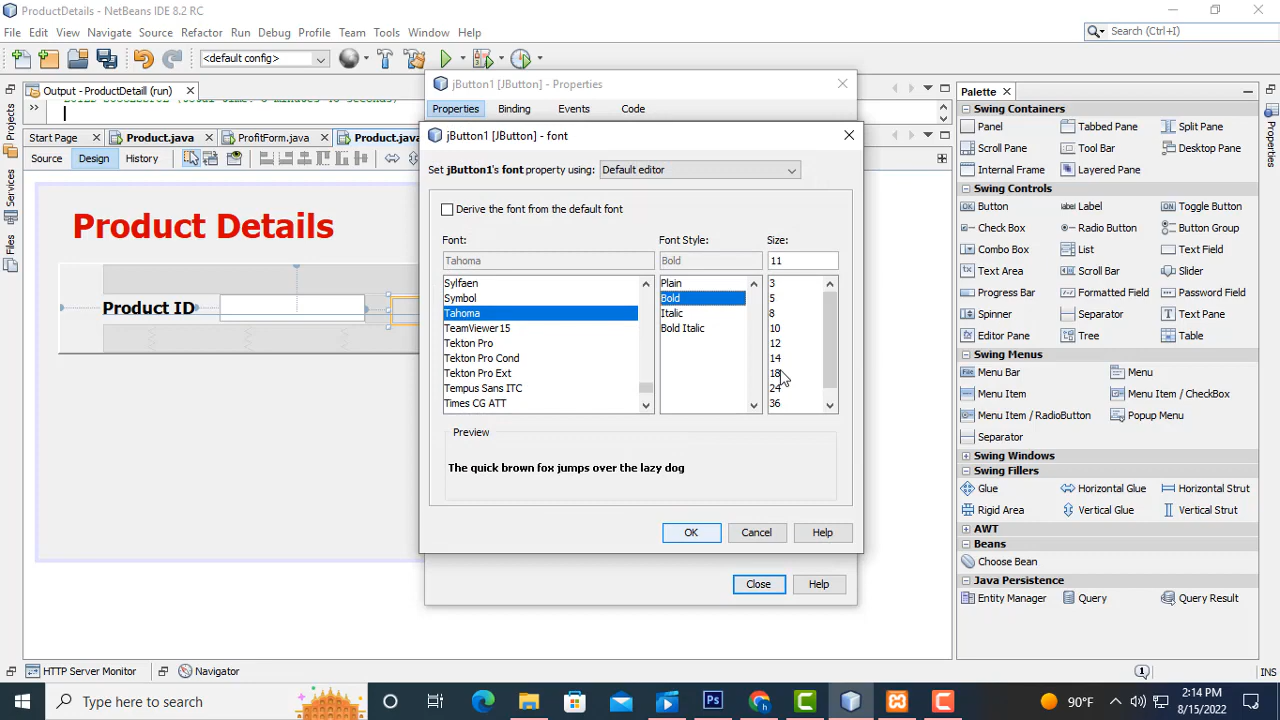 ProductDetails - NetBeans IDE 8.2 RC
File Edit View Navigate Source Refactor Run Debug Profile Team Tools Window Help
Search (Ctrl+I)
<default config>
Output - ProductDetail (run)
Start Page
Product.java
ProfitForm.java
Product.java
Source Design History
Product Details
Product ID
jButton1 [JButton] - Properties
Properties Binding Events Code
jButton1 [JButton] - font
Set jButton1's font property using: Default editor
Derive the font from the default font
Font: Font Style: Size:
Tahoma Bold 11
Sylfaen Plain 3
Symbol Bold 5
Tahoma Italic 8
TeamViewer15 Bold Italic 10
Tekton Pro 12
Tekton Pro Cond 14
Tekton Pro Ext 18
Tempus Sans ITC 24
Times CG ATT 36
Preview
The quick brown fox jumps over the lazy dog
OK Cancel Help
Close Help
Palette
Swing Containers
Panel Tabbed Pane Split Pane
Scroll Pane Tool Bar Desktop Pane
Internal Frame Layered Pane
Swing Controls
Button Label Toggle Button
Check Box Radio Button Button Group
Combo Box List Text Field
Text Area Scroll Bar Slider
Progress Bar Formatted Field Password Field
Spinner Separator Text Pane
Editor Pane Tree Table
Swing Menus
Menu Bar Menu
Menu Item Menu Item / CheckBox
Menu Item / RadioButton Popup Menu
Separator
Swing Windows
Swing Fillers
Glue Horizontal Glue Horizontal Strut
Rigid Area Vertical Glue Vertical Strut
AWT
Beans
Choose Bean
Java Persistence
Entity Manager Query Query Result
Projects
Services
Files
Properties
HTTP Server Monitor Navigator
1
INS
Type here to search
Ps
90°F
2:14 PM
8/15/2022